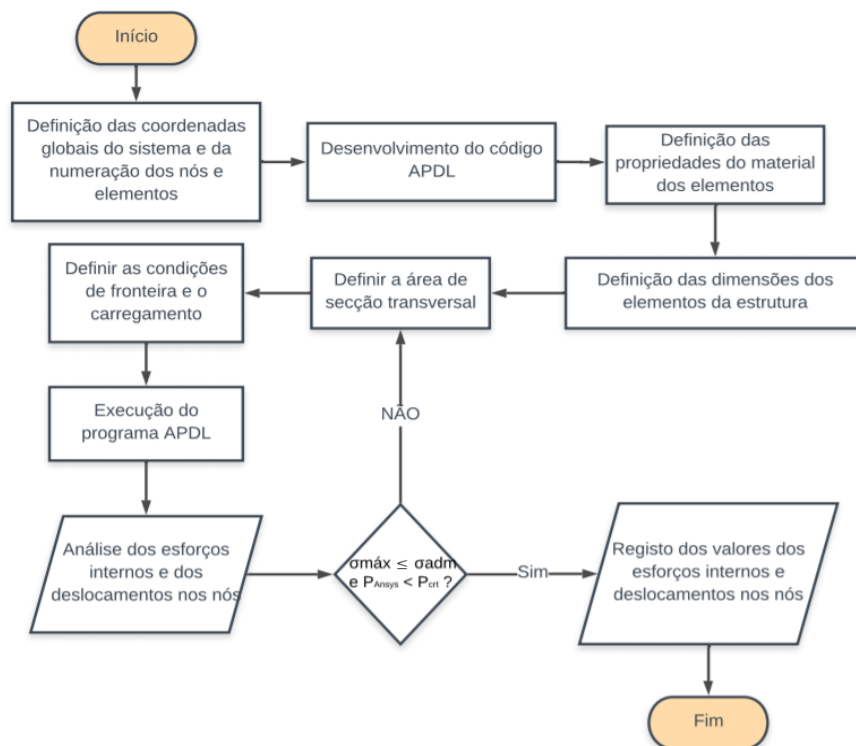 Início
Definição das coordenadas
globais do sistema e da
numeração dos nós e
elementos
Desenvolvimento do código
APDL
Definição das
propriedades do material
dos elementos
Definição das dimensões dos
elementos da estrutura
Definir a área de
secção transversal
Definir as condições
de fronteira e o
carregamento
Execução do
programa APDL
Análise dos esforços
internos e dos
deslocamentos nos nós
σmáx ≤ σadm
e PAnsys < Pcrt ?
NÃO
Sim
Registo dos valores dos
esforços internos e
deslocamentos nos nós
Fim